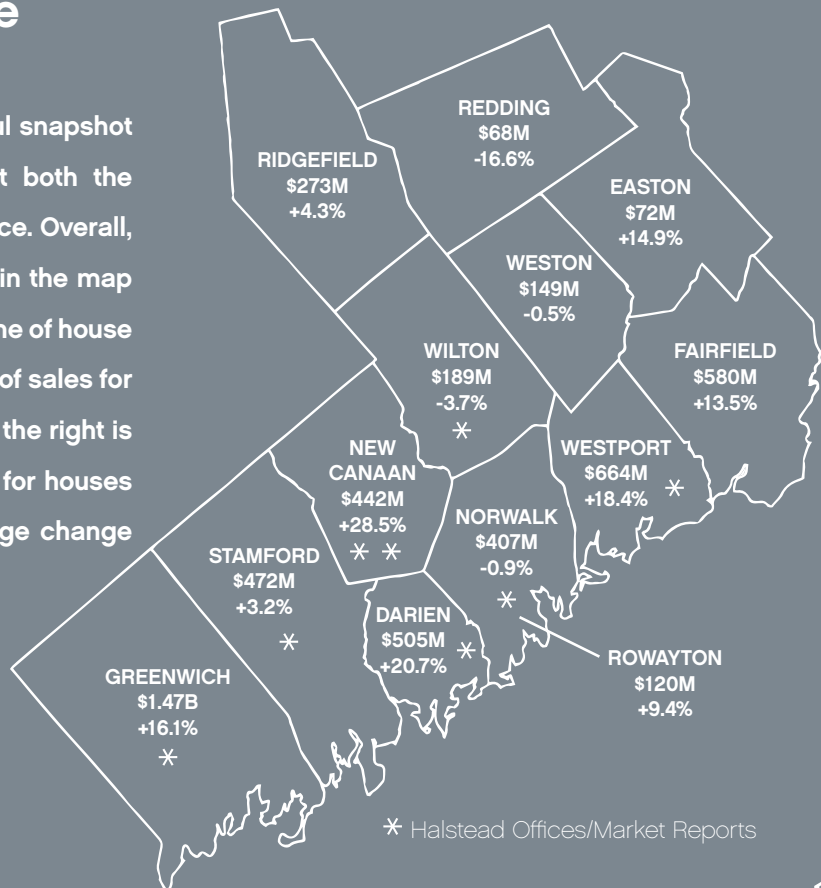 e
snapshot
both the
Overall,
in the map
of house
of sales for
the right is
for houses
change
RIDGEFIELD
$273M
+4.3%
REDDING
$68M
-16.6%
EASTON
$72M
+14.9%
WESTON
$149M
-0.5%
WILTON
$189M
-3.7%
FAIRFIELD
$580M
+13.5%
NEW
CANAAN
$442M
+28.5%
WESTPORT
$664M
+18.4%
NORWALK
$407M
-0.9%
STAMFORD
$472M
+3.2%
DARIEN
$505M
+20.7%
GREENWICH
$1.47B
+16.1%
ROWAYTON
$120M
+9.4%
Halstead Offices/Market Reports